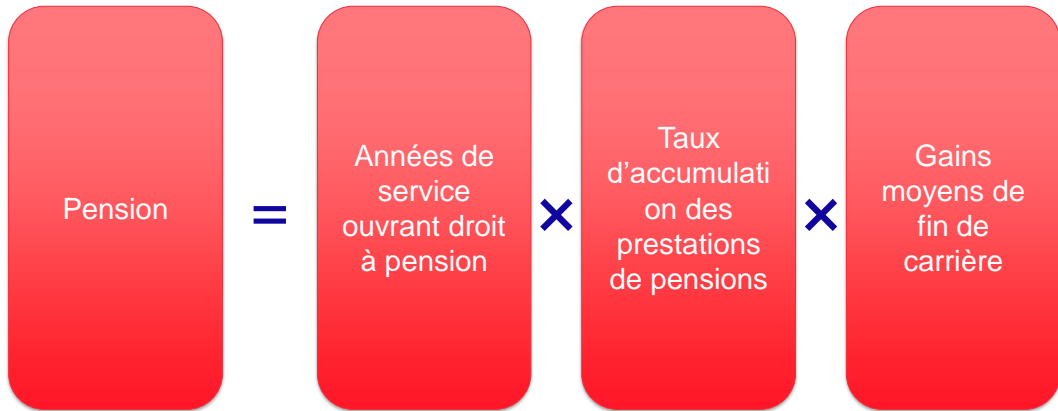 Pension
=
Années de
service
ouvrant droit
à pension
×
Taux
d'accumulati
on des
prestations
de pensions
×
Gains
moyens de
fin de
carrière